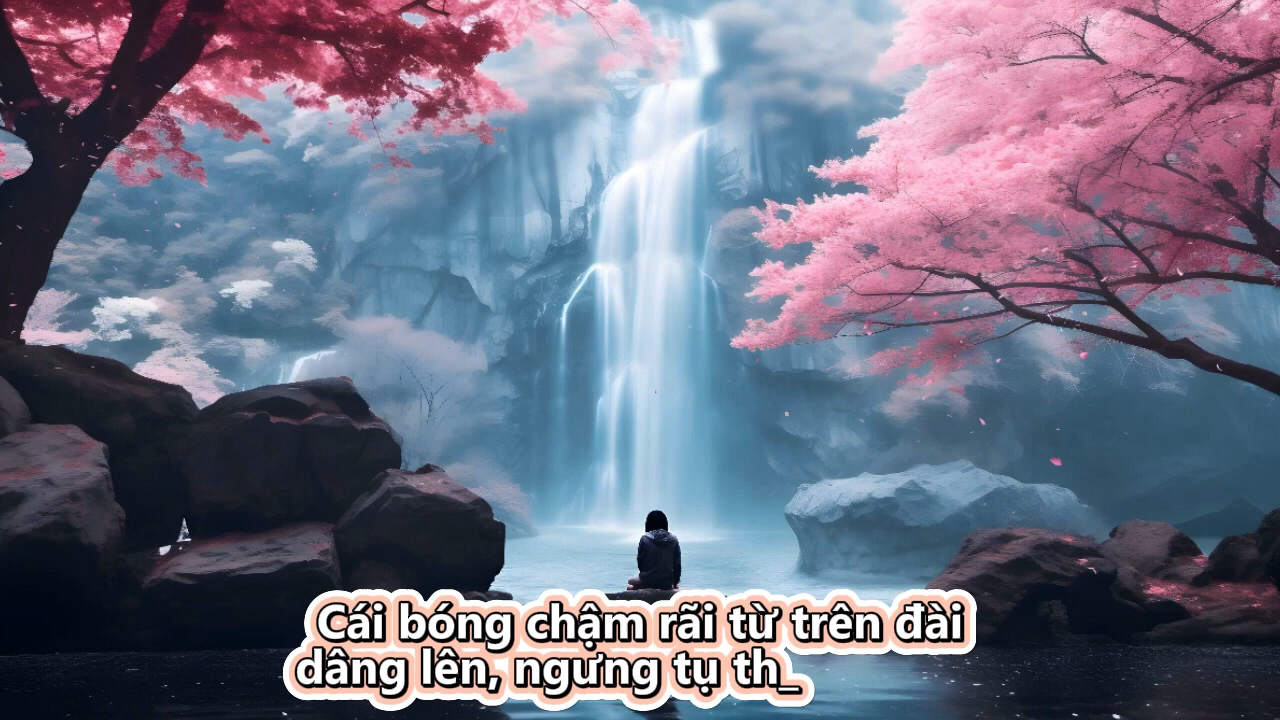 Cái bóng chậm rãi từ trên đài
dâng lên, ngưng tụ th_